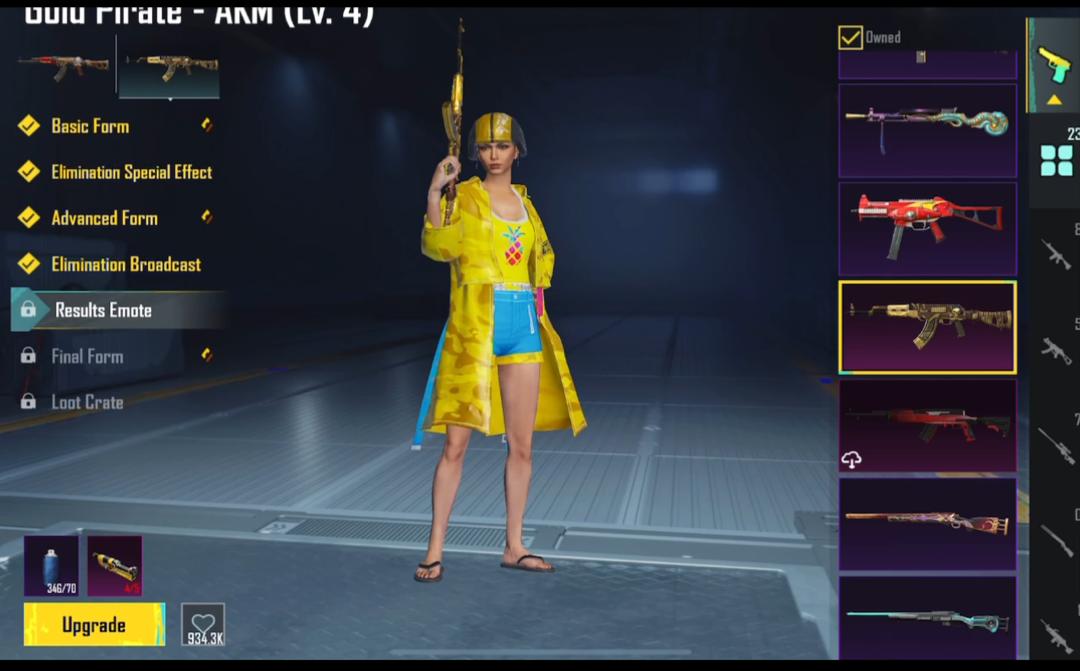 Gold Pirate - AKM (Lv. 4)
Owned
Basic Form
Elimination Special Effect
Advanced Form
Elimination Broadcast
Results Emote
Final Form
Loot Crate
346/70
4/5
Upgrade
934.3K
23